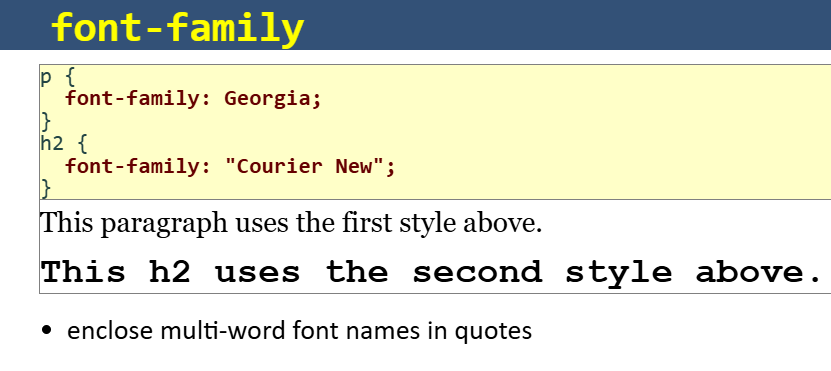 font-family
p {
  font-family: Georgia;
}
h2 {
  font-family: "Courier New";
}
This paragraph uses the first style above.
This h2 uses the second style above.
• enclose multi-word font names in quotes